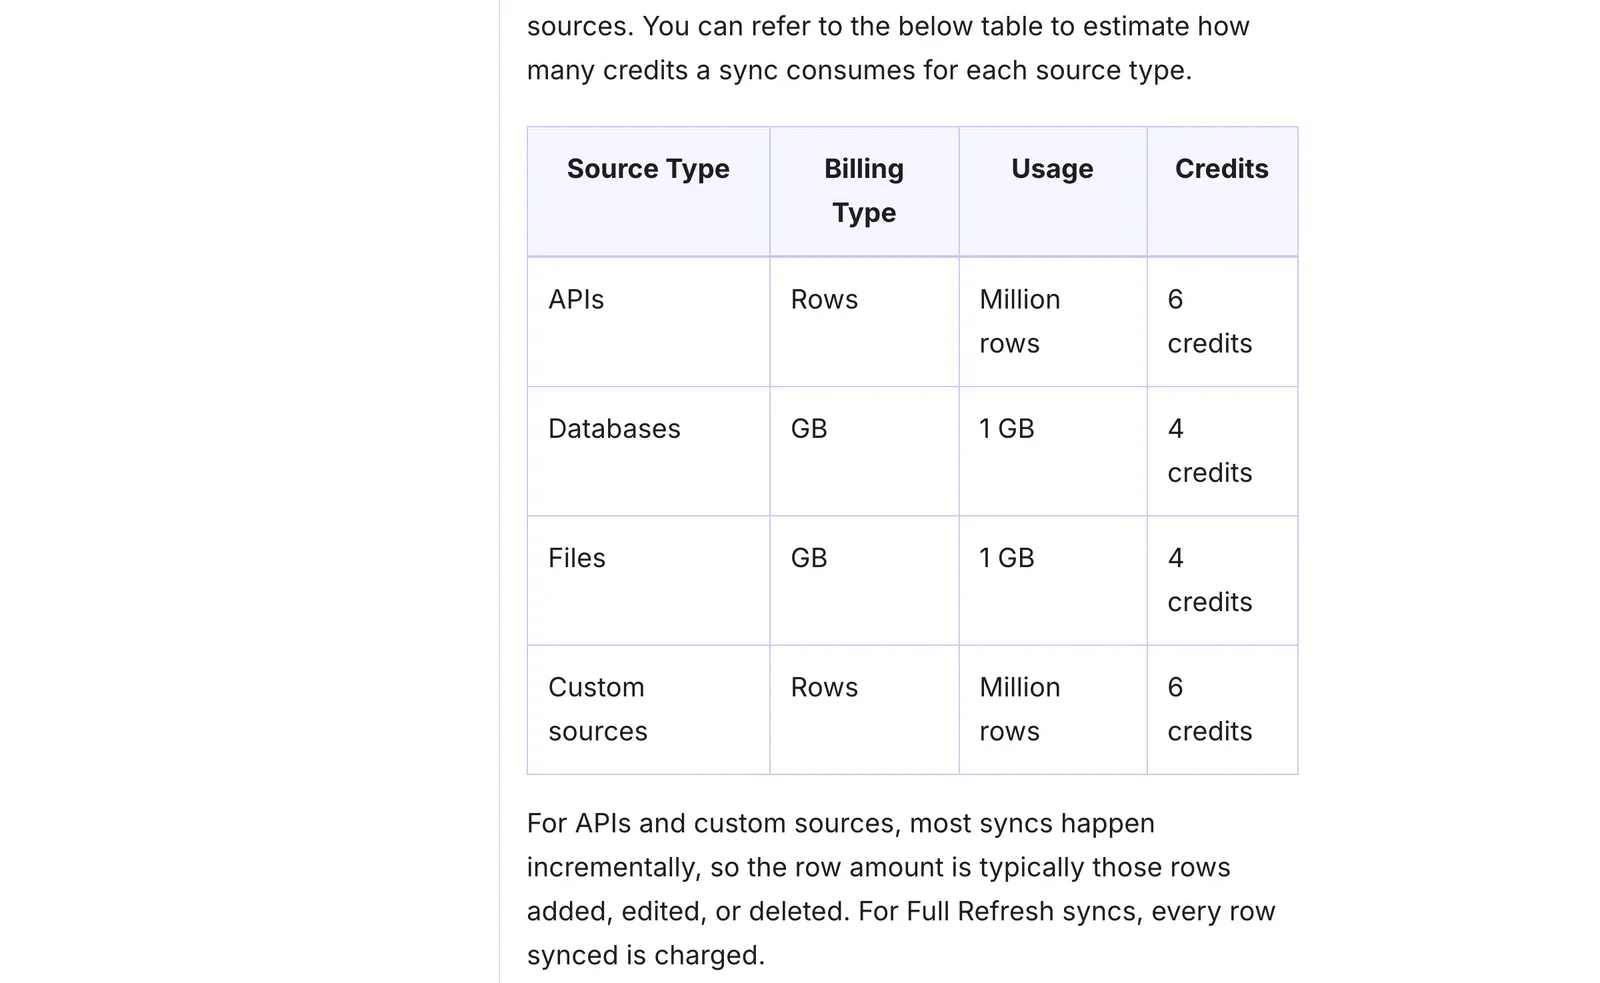 sources. You can refer to the below table to estimate how
many credits a sync consumes for each source type.
Source Type Billing Type Usage Credits
APIs Rows Million rows 6 credits
Databases GB 1 GB 4 credits
Files GB 1 GB 4 credits
Custom sources Rows Million rows 6 credits
For APIs and custom sources, most syncs happen
incrementally, so the row amount is typically those rows
added, edited, or deleted. For Full Refresh syncs, every row
synced is charged.